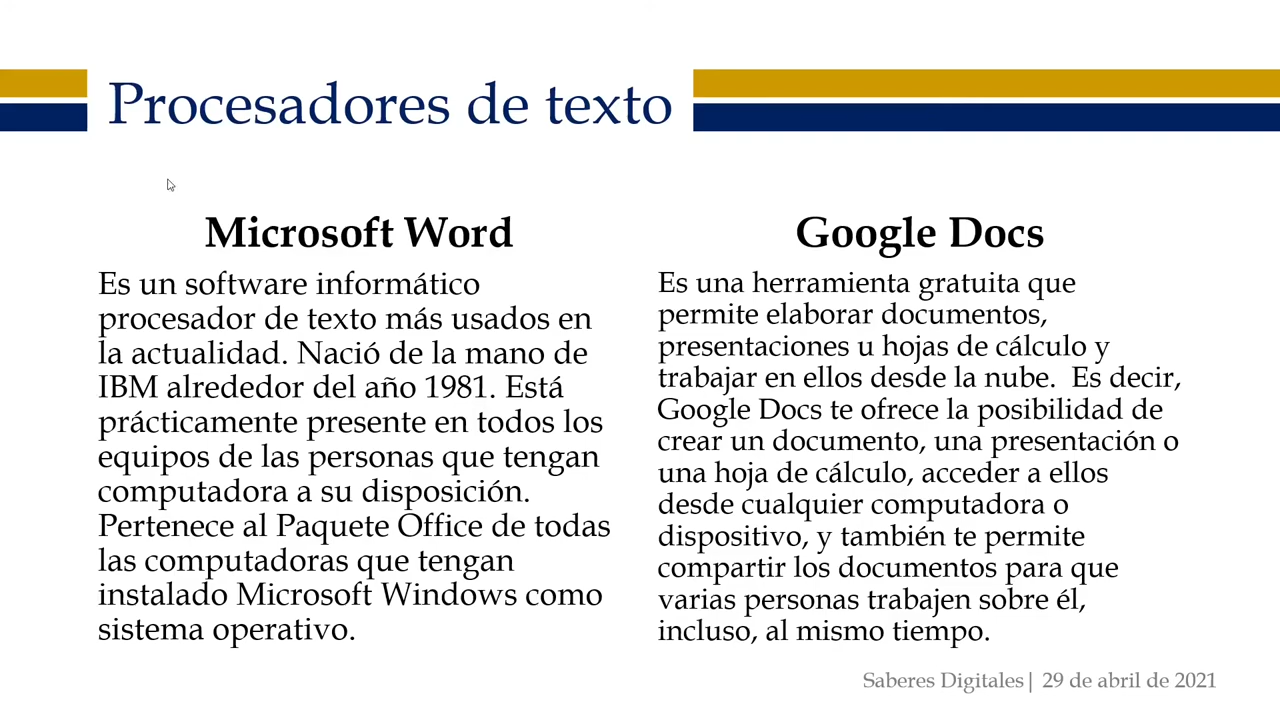 Procesadores de texto
Microsoft Word
Es un software informático
procesador de texto más usados en
la actualidad. Nació de la mano de
IBM alrededor del año 1981. Está
prácticamente presente en todos los
equipos de las personas que tengan
computadora a su disposición.
Pertenece al Paquete Office de todas
las computadoras que tengan
instalado Microsoft Windows como
sistema operativo.
Google Docs
Es una herramienta gratuita que
permite elaborar documentos,
presentaciones u hojas de cálculo y
trabajar en ellos desde la nube.  Es decir,
Google Docs te ofrece la posibilidad de
crear un documento, una presentación o
una hoja de cálculo, acceder a ellos
desde cualquier computadora o
dispositivo, y también te permite
compartir los documentos para que
varias personas trabajen sobre él,
incluso, al mismo tiempo.
Saberes Digitales| 29 de abril de 2021